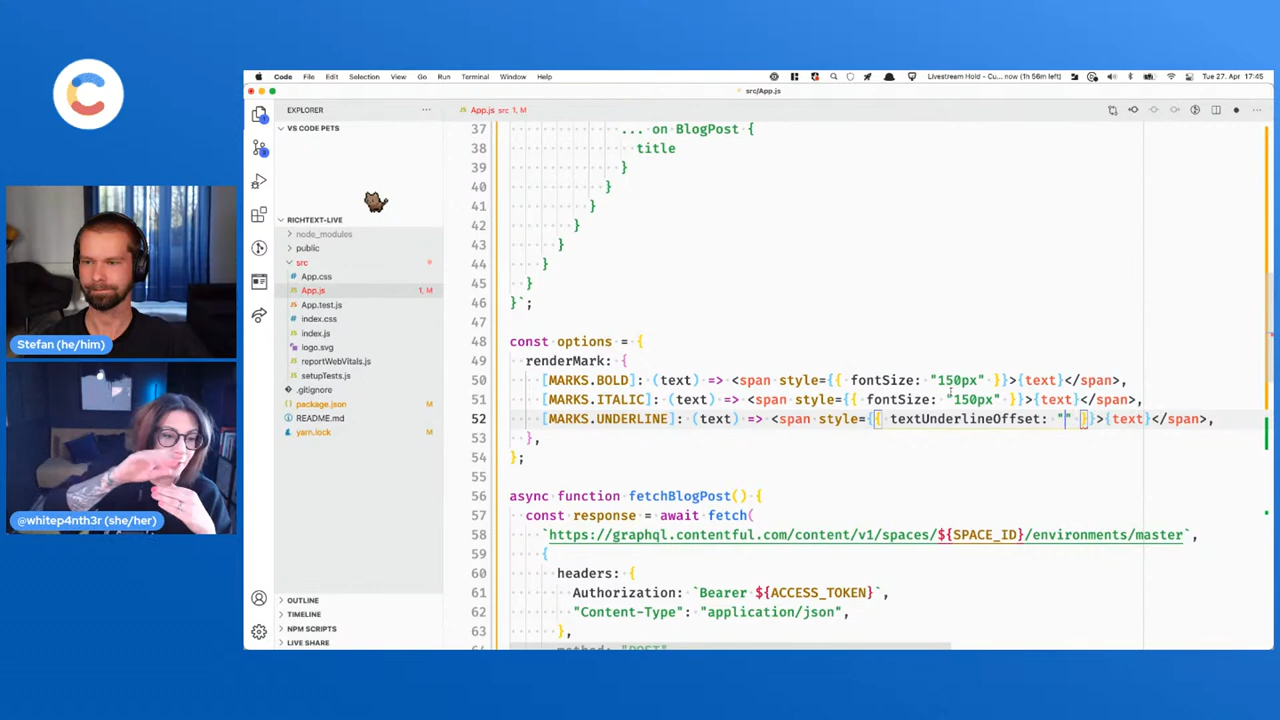 Code File Edit Selection View Go Run Terminal Window Help Livestream Hold - Cu... now (1h 56m left) Tue 27. Apr 17:45
src/App.js
EXPLORER ...
App.js src 1, M
VS CODE PETS
RICHTEXT-LIVE
node_modules
public
src
App.css
App.js 1, M
App.test.js
index.css
index.js
logo.svg
reportWebVitals.js
setupTests.js
.gitignore
package.json M
README.md
yarn.lock M
OUTLINE
TIMELINE
NPM SCRIPTS
LIVE SHARE
37 ... on BlogPost {
38 title
39 }
40 }
41 }
42 }
43 }
44 }
45 }
46 }`;
47
48 const options = {
49 renderMark: {
50 [MARKS.BOLD]: (text) => <span style={{ fontSize: "150px" }}>{text}</span>,
51 [MARKS.ITALIC]: (text) => <span style={{ fontSize: "150px" }}>{text}</span>,
52 [MARKS.UNDERLINE]: (text) => <span style={{ textUnderlineOffset: "" }}>{text}</span>,
53 },
54 };
55
56 async function fetchBlogPost() {
57 const response = await fetch(
58 `https://graphql.contentful.com/content/v1/spaces/${SPACE_ID}/environments/master`,
59 {
60 headers: {
61 Authorization: `Bearer ${ACCESS_TOKEN}`,
62 "Content-Type": "application/json",
63 },
method: "POST"
Stefan (he/him)
@whitep4nth3r (she/her)